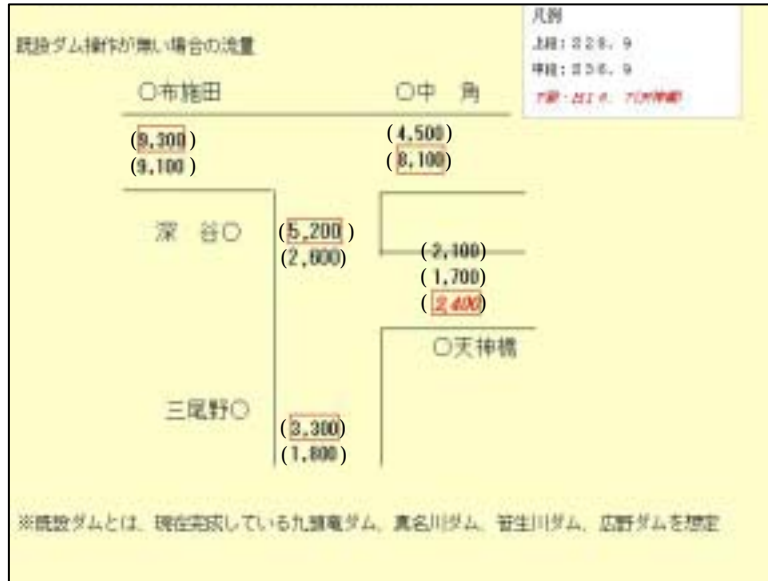 凡例
既設ダム操作が無い場合の流量
上段:S28.9
中段:S36.9
○布施田
○中 角
(9,300)
(9,100)
(4,500)
(8,100)
深 谷○
(5,200)
(2,600)
(2,100)
(1,700)
(2,400)
○天神橋
三尾野○
(3,300)
(1,800)
※既設ダムとは、現在完成している九頭竜ダム、真名川ダム、笹生川ダム、広野ダムを想定